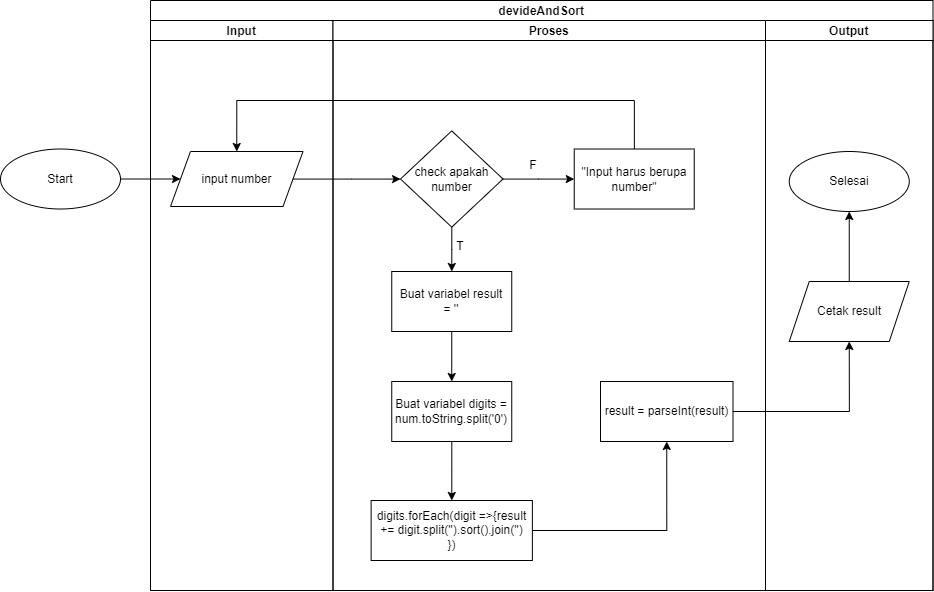 devideAndSort
Input
Proses
Output
Start
input number
check apakah
number
F
"Input harus berupa
number"
Selesai
T
Buat variabel result
= ''
Cetak result
Buat variabel digits =
num.toString.split('0')
result = parseInt(result)
digits.forEach(digit =>{result
+= digit.split('').sort().join('')
})